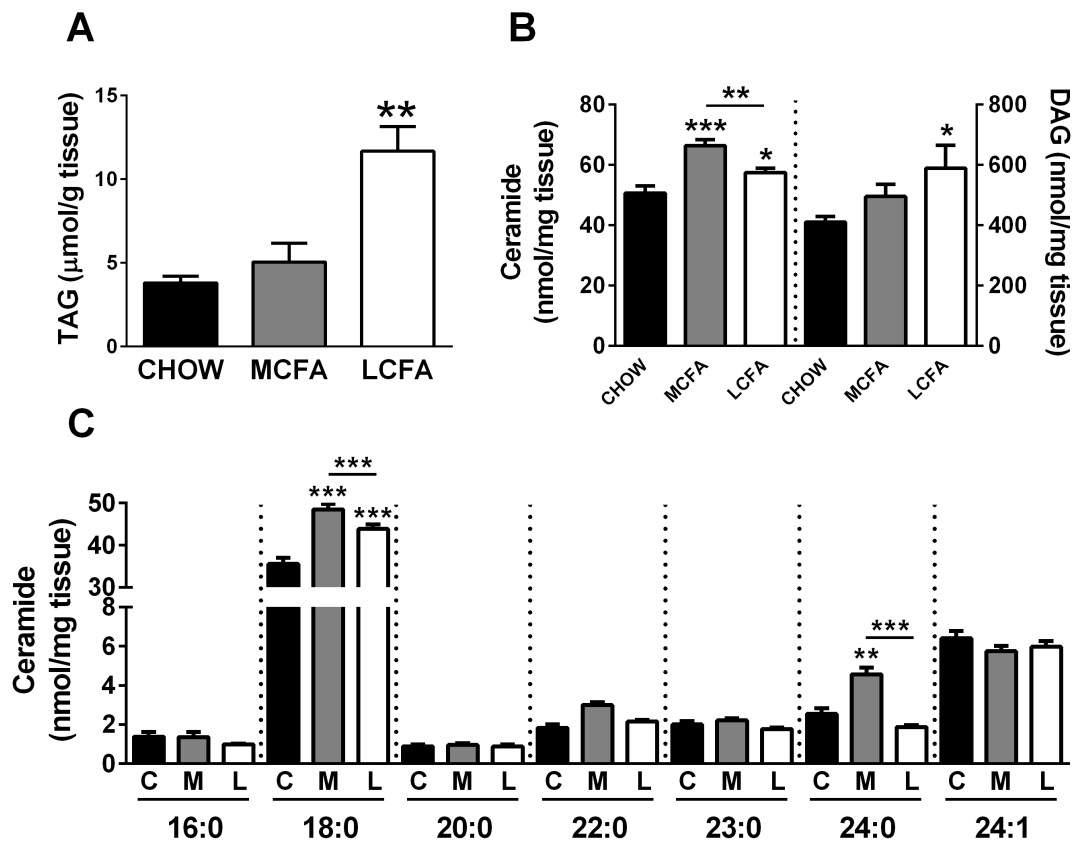 A
TAG (μmol/g tissue)
15
10
5
0
**
CHOW MCFA LCFA
B
Ceramide
(nmol/mg tissue)
80
60
40
20
0
**
***
*
*
800
600
400
200
0
DAG (nmol/mg tissue)
CHOW MCFA LCFA CHOW MCFA LCFA
C
Ceramide
(nmol/mg tissue)
50
40
30
8
6
4
2
0
***
***
***
***
**
C M L C M L C M L C M L C M L C M L C M L
16:0 18:0 20:0 22:0 23:0 24:0 24:1